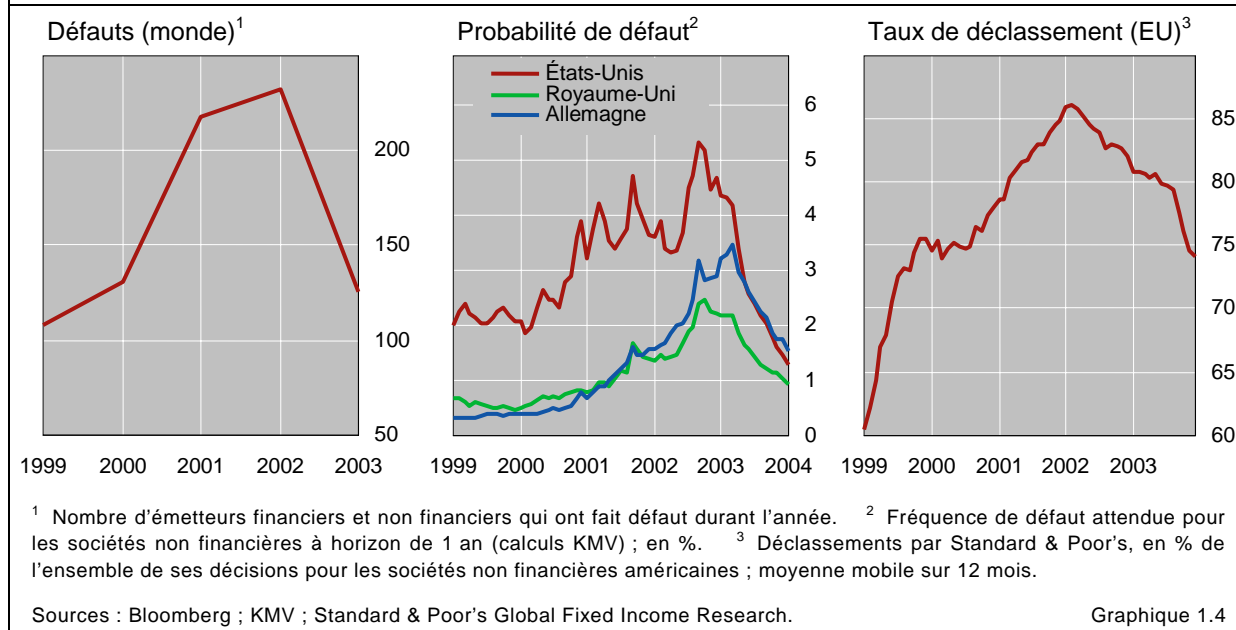 Défauts (monde)¹
200
150
100
50
1999 2000 2001 2002 2003
Probabilité de défaut²
États-Unis
Royaume-Uni
Allemagne
6
5
4
3
2
1
0
1999 2000 2001 2002 2003 2004
Taux de déclassement (EU)³
85
80
75
70
65
60
1999 2000 2001 2002 2003
¹ Nombre d'émetteurs financiers et non financiers qui ont fait défaut durant l'année. ² Fréquence de défaut attendue pour
les sociétés non financières à horizon de 1 an (calculs KMV) ; en %. ³ Déclassements par Standard & Poor's, en % de
l'ensemble de ses décisions pour les sociétés non financières américaines ; moyenne mobile sur 12 mois.
Sources : Bloomberg ; KMV ; Standard & Poor's Global Fixed Income Research. Graphique 1.4